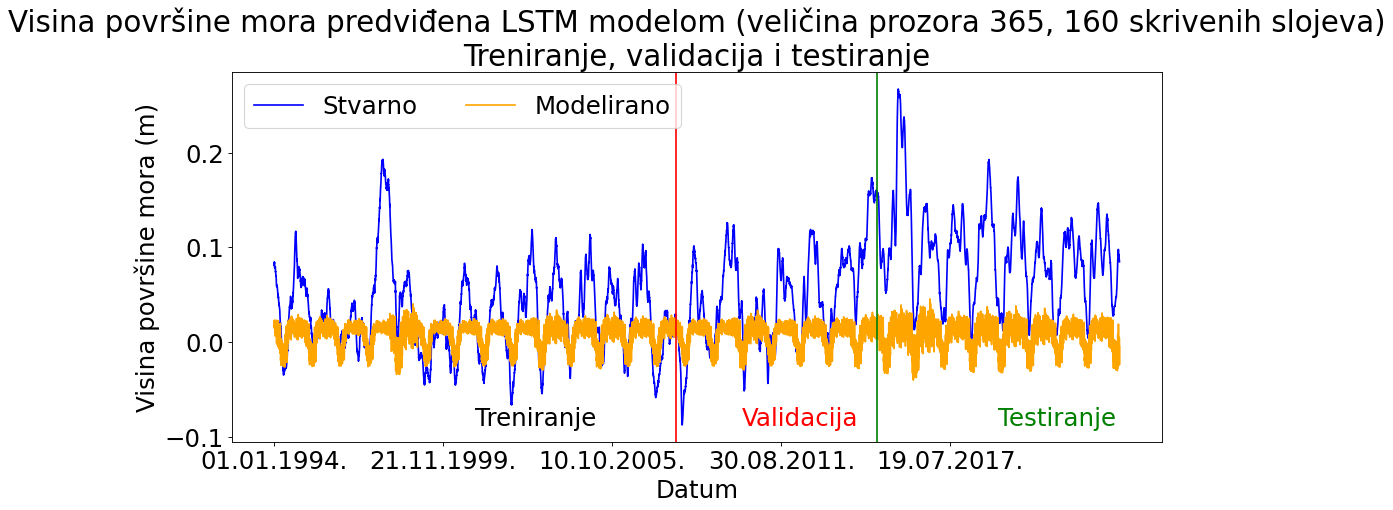 Visina površine mora predviđena LSTM modelom (veličina prozora 365, 160 skrivenih slojeva)
Treniranje, validacija i testiranje
Stvarno
Modelirano
Visina površine mora (m)
0.2
0.1
0.0
−0.1
Treniranje
Validacija
Testiranje
01.01.1994.
21.11.1999.
10.10.2005.
30.08.2011.
19.07.2017.
Datum